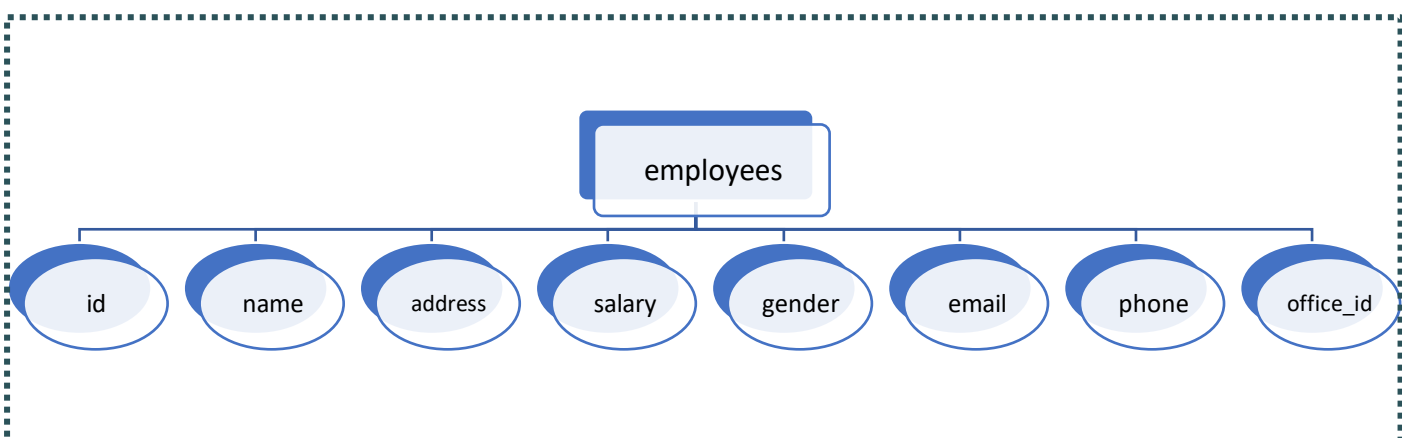 employees
id
name
address
salary
gender
email
phone
office_id